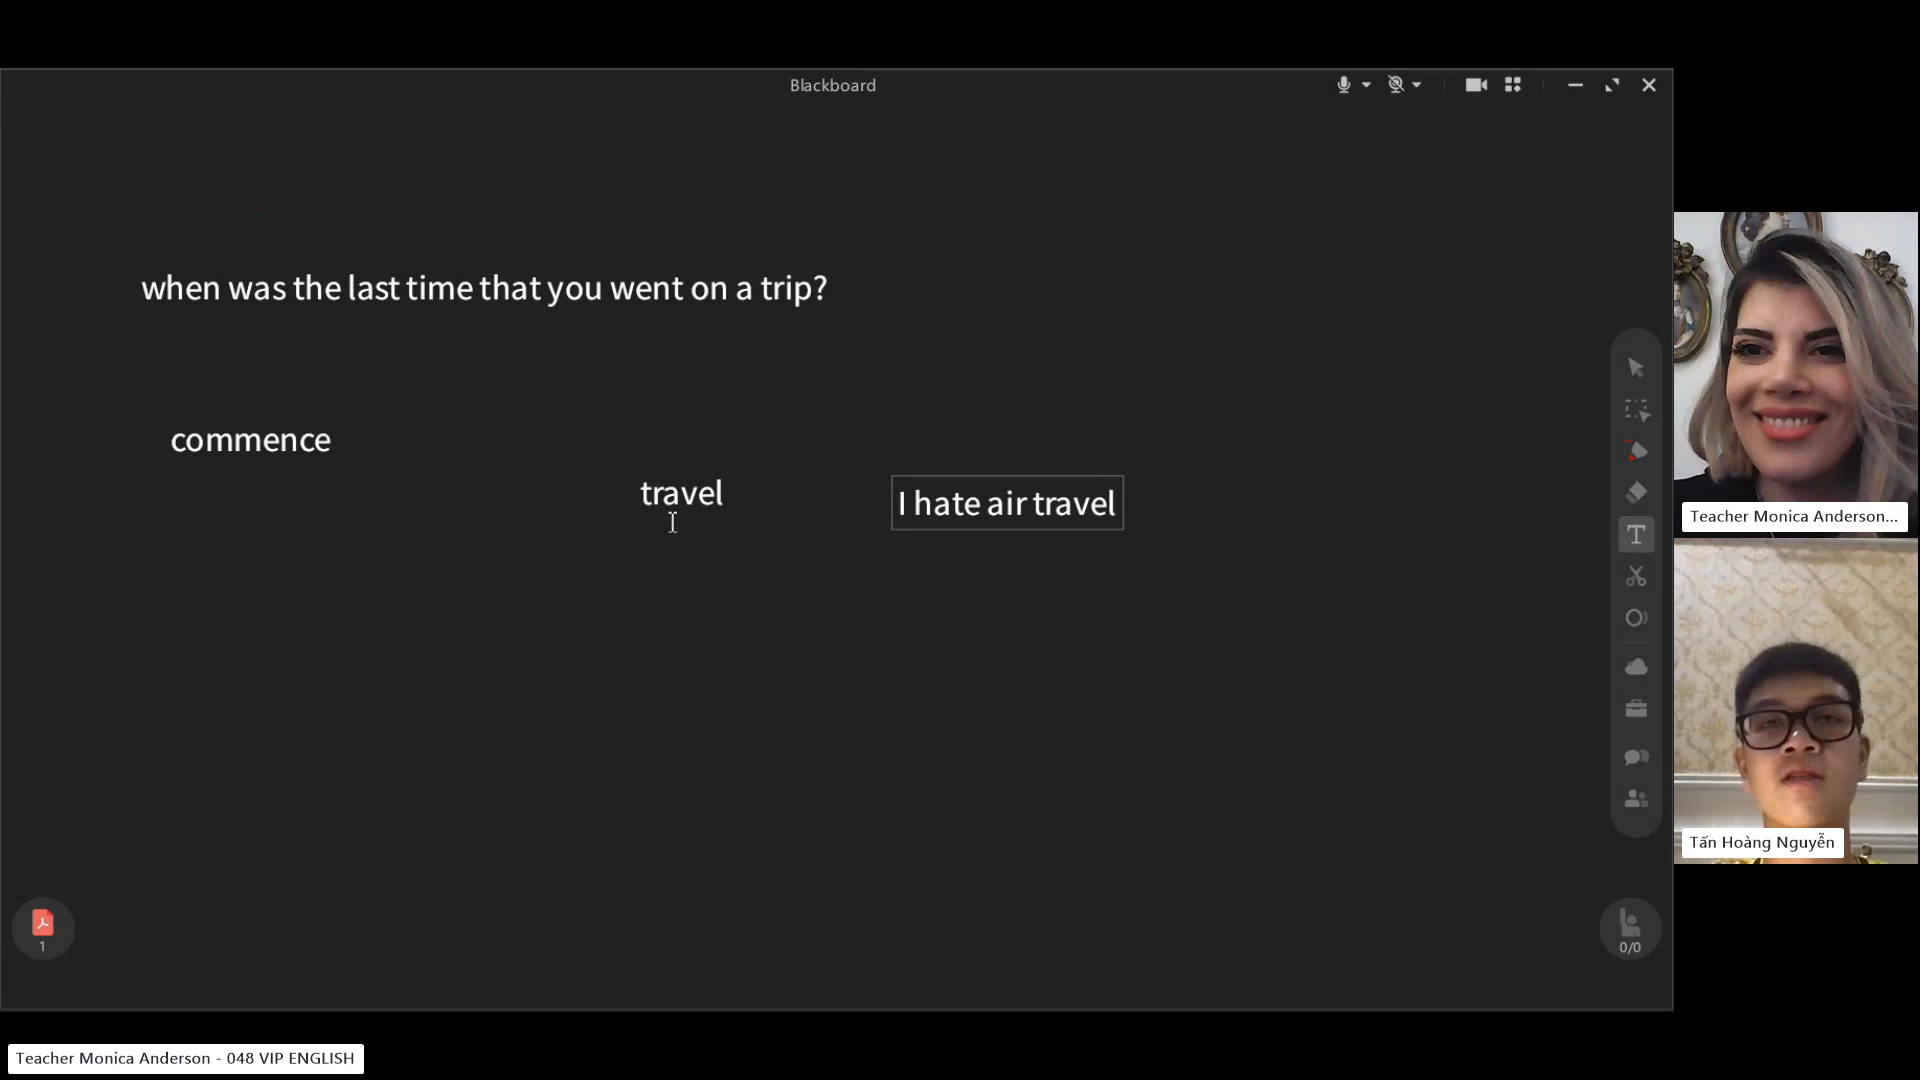 Blackboard
when was the last time that you went on a trip?
commence
travel
I hate air travel
Teacher Monica Anderson...
Tấn Hoàng Nguyễn
1
0/0
Teacher Monica Anderson - 048 VIP ENGLISH